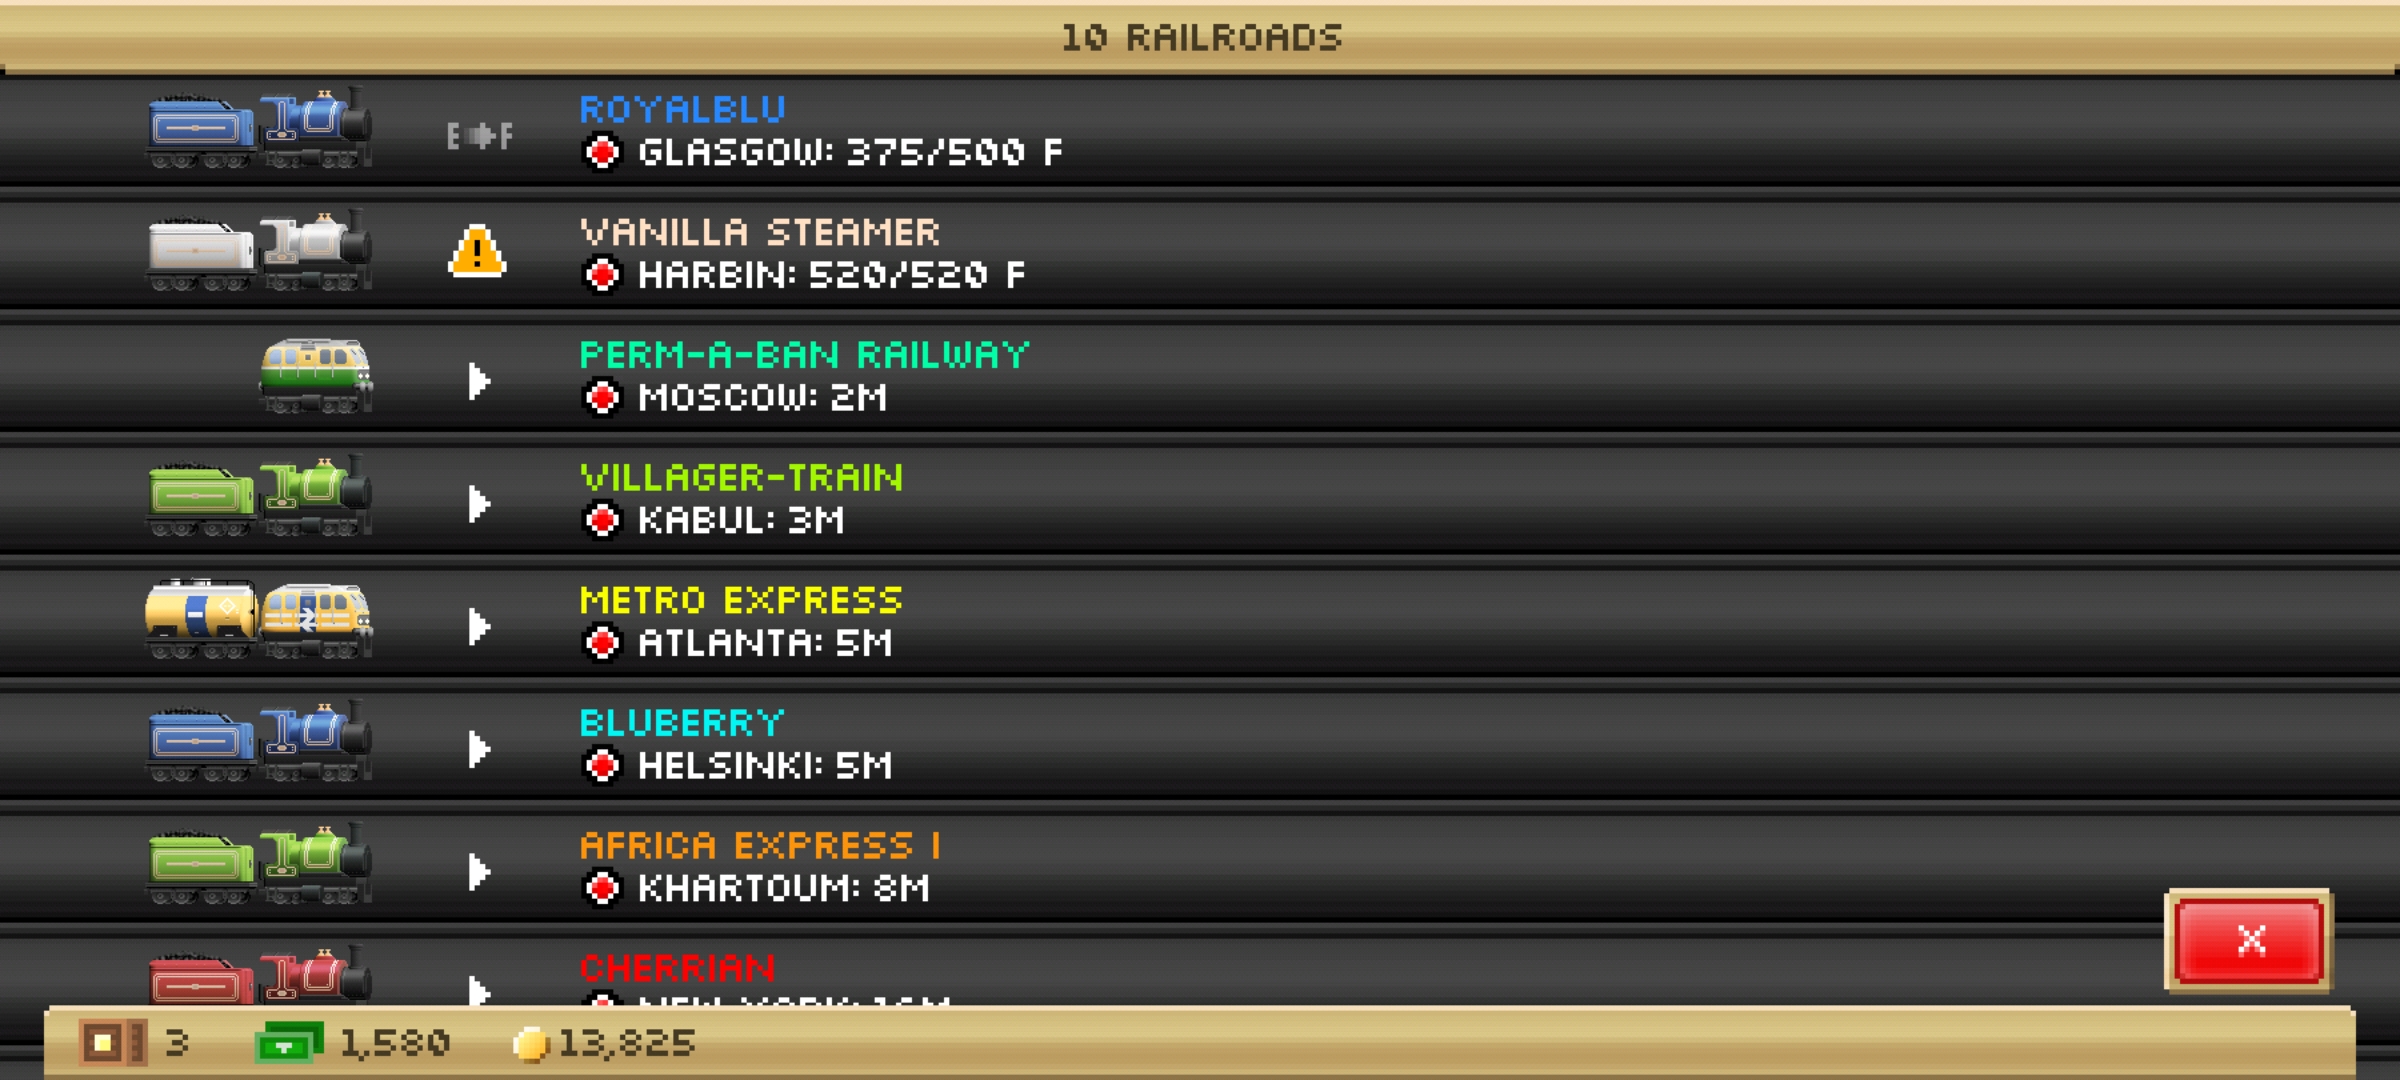 10 RAILROADS
E F
ROYALBLU
GLASGOW: 375/500 F
!
VANILLA STEAMER
HARBIN: 520/520 F
PERM-A-BAN RAILWAY
MOSCOW: 2M
VILLAGER-TRAIN
KABUL: 3M
METRO EXPRESS
ATLANTA: 5M
BLUBERRY
HELSINKI: 5M
AFRICA EXPRESS I
KHARTOUM: 8M
CHERRIAN
X
3 1,580 13,825